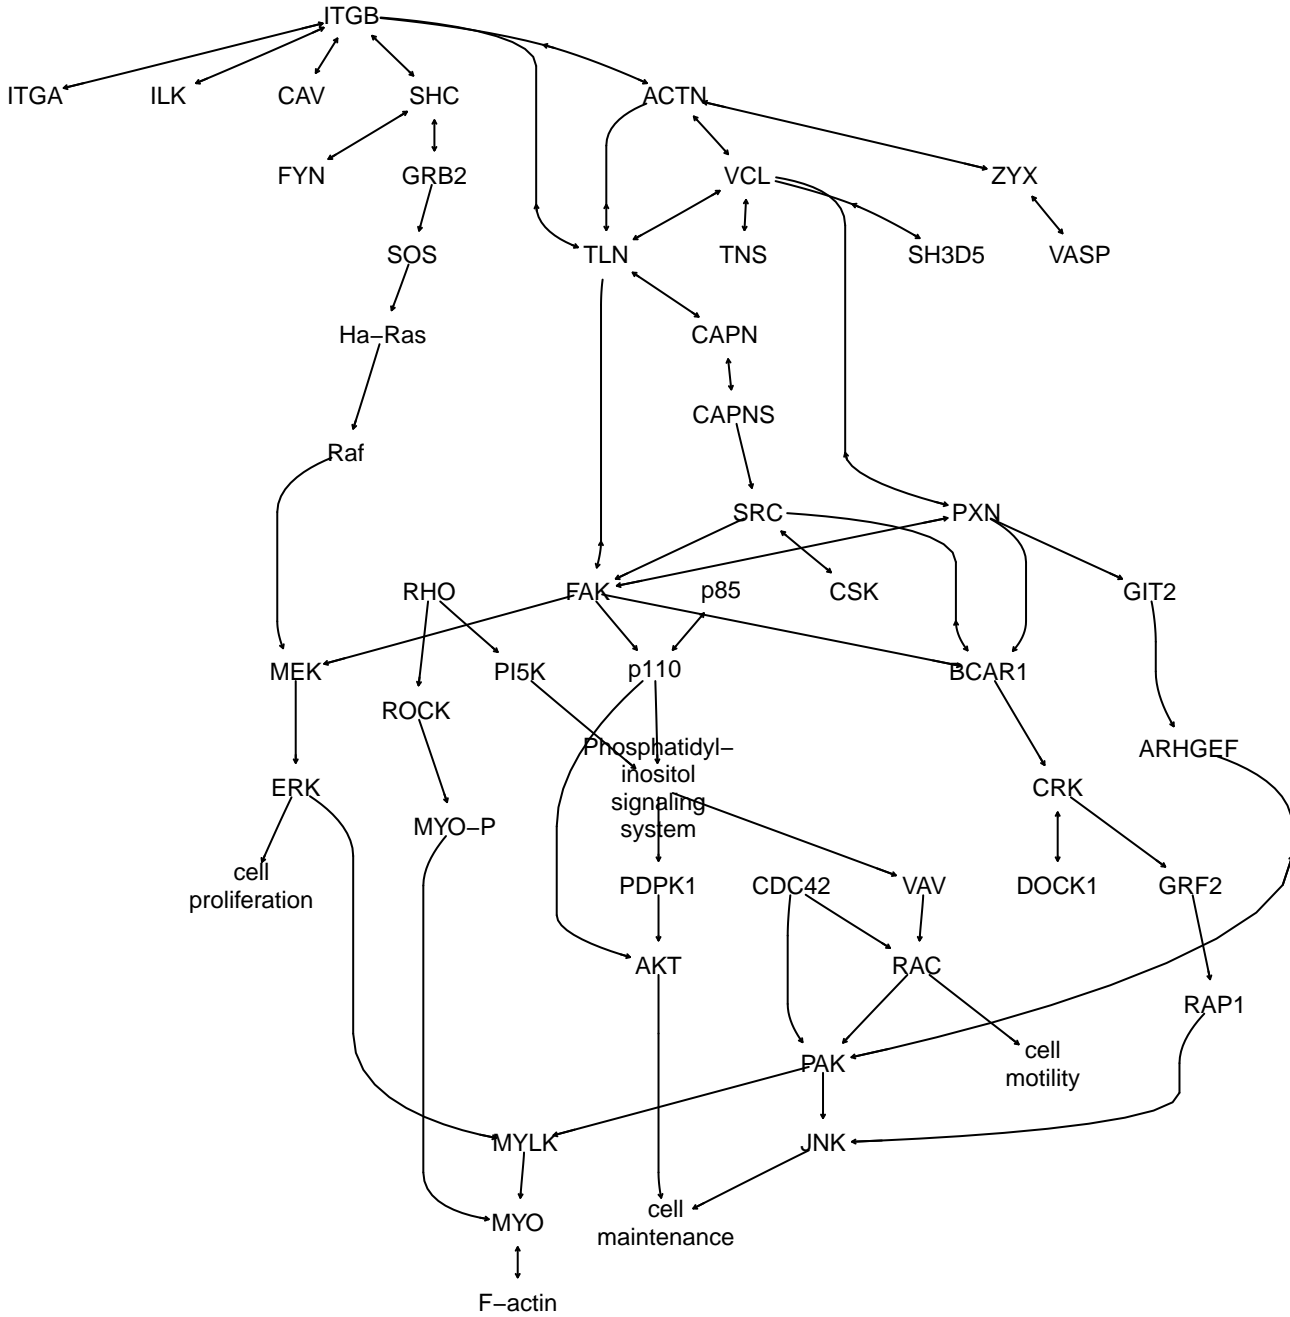 ITGB
ITGA
ILK
CAV
SHC
ACTN
FYN
GRB2
VCL
ZYX
SOS
TLN
TNS
SH3D5
VASP
Ha−Ras
CAPN
CAPNS
Raf
SRC
PXN
RHO
FAK
p85
CSK
GIT2
MEK
PI5K
p110
BCAR1
ROCK
Phosphatidyl−
inositol
signaling
system
ARHGEF
ERK
CRK
MYO−P
cell
proliferation
PDPK1
CDC42
VAV
DOCK1
GRF2
AKT
RAC
RAP1
PAK
cell
motility
MYLK
JNK
MYO
cell
maintenance
F−actin